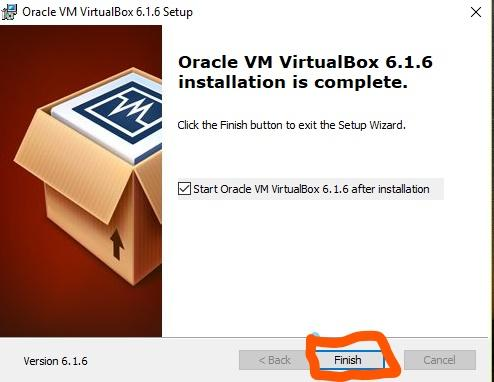 Oracle VM VirtualBox 6.1.6 Setup
Oracle VM VirtualBox 6.1.6
installation is complete.
Click the Finish button to exit the Setup Wizard.
Start Oracle VM VirtualBox 6.1.6 after installation
Version 6.1.6
< Back
Finish
Cancel